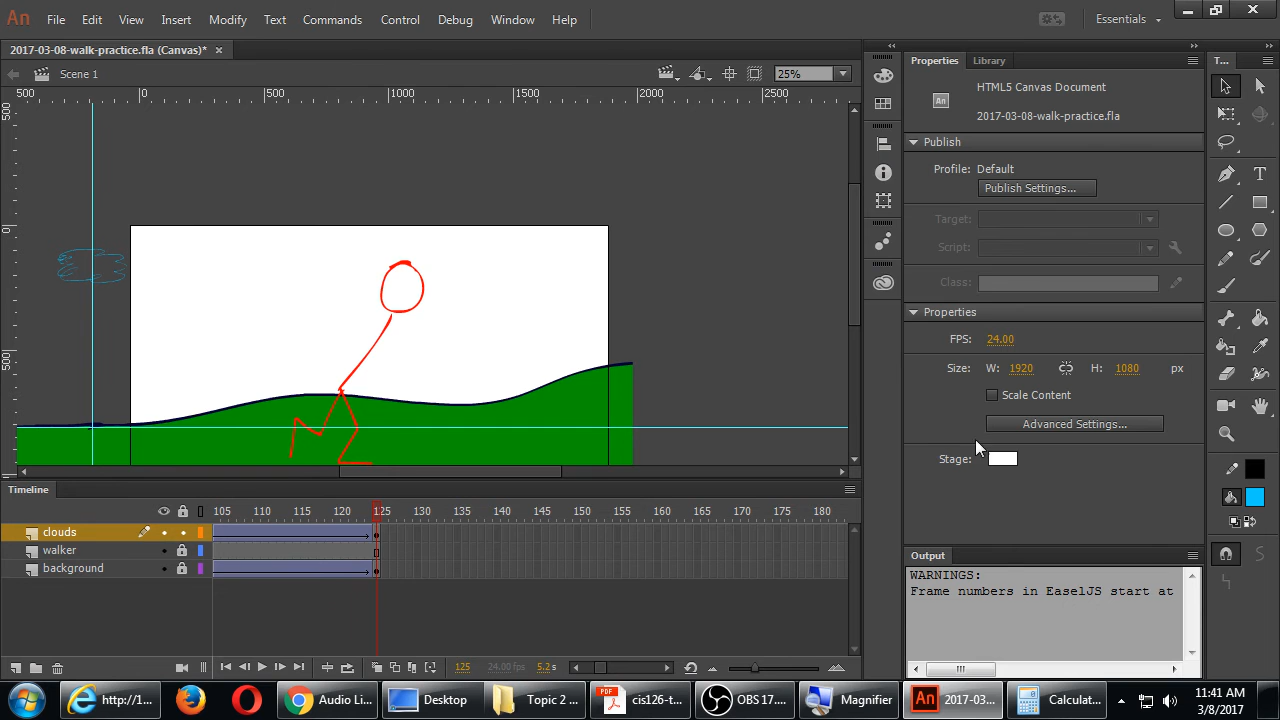 An File Edit View Insert Modify Text Commands Control Debug Window Help Essentials
2017-03-08-walk-practice.fla (Canvas)* ×
Scene 1 25%
500 0 500 1000 1500 2000 2500
500
0
500
Properties Library T...
An HTML5 Canvas Document
2017-03-08-walk-practice.fla
Publish
Profile: Default
Publish Settings...
Target:
Script:
Class:
Properties
FPS: 24.00
Size: W: 1920 H: 1080 px
Scale Content
Advanced Settings...
Stage:
Timeline
105 110 115 120 125 130 135 140 145 150 155 160 165 170 175 180
clouds
walker
background
125 24.00 fps 5.2 s
Output
WARNINGS:
Frame numbers in EaselJS start at
http://1... Audio Li... Desktop Topic 2 ... cis126-t... OBS 17.... Magnifier An 2017-03... Calculat...
11:41 AM
3/8/2017